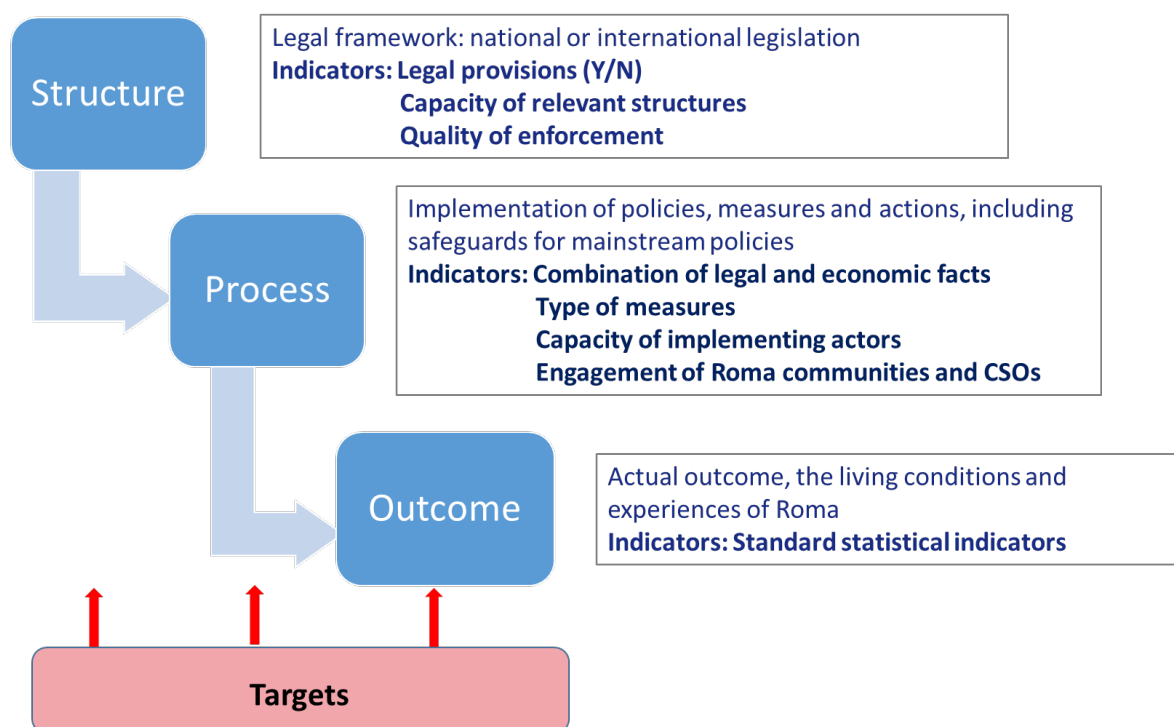 Structure
Legal framework: national or international legislation
Indicators: Legal provisions (Y/N)
Capacity of relevant structures
Quality of enforcement
Process
Implementation of policies, measures and actions, including
safeguards for mainstream policies
Indicators: Combination of legal and economic facts
Type of measures
Capacity of implementing actors
Engagement of Roma communities and CSOs
Outcome
Actual outcome, the living conditions and
experiences of Roma
Indicators: Standard statistical indicators
Targets